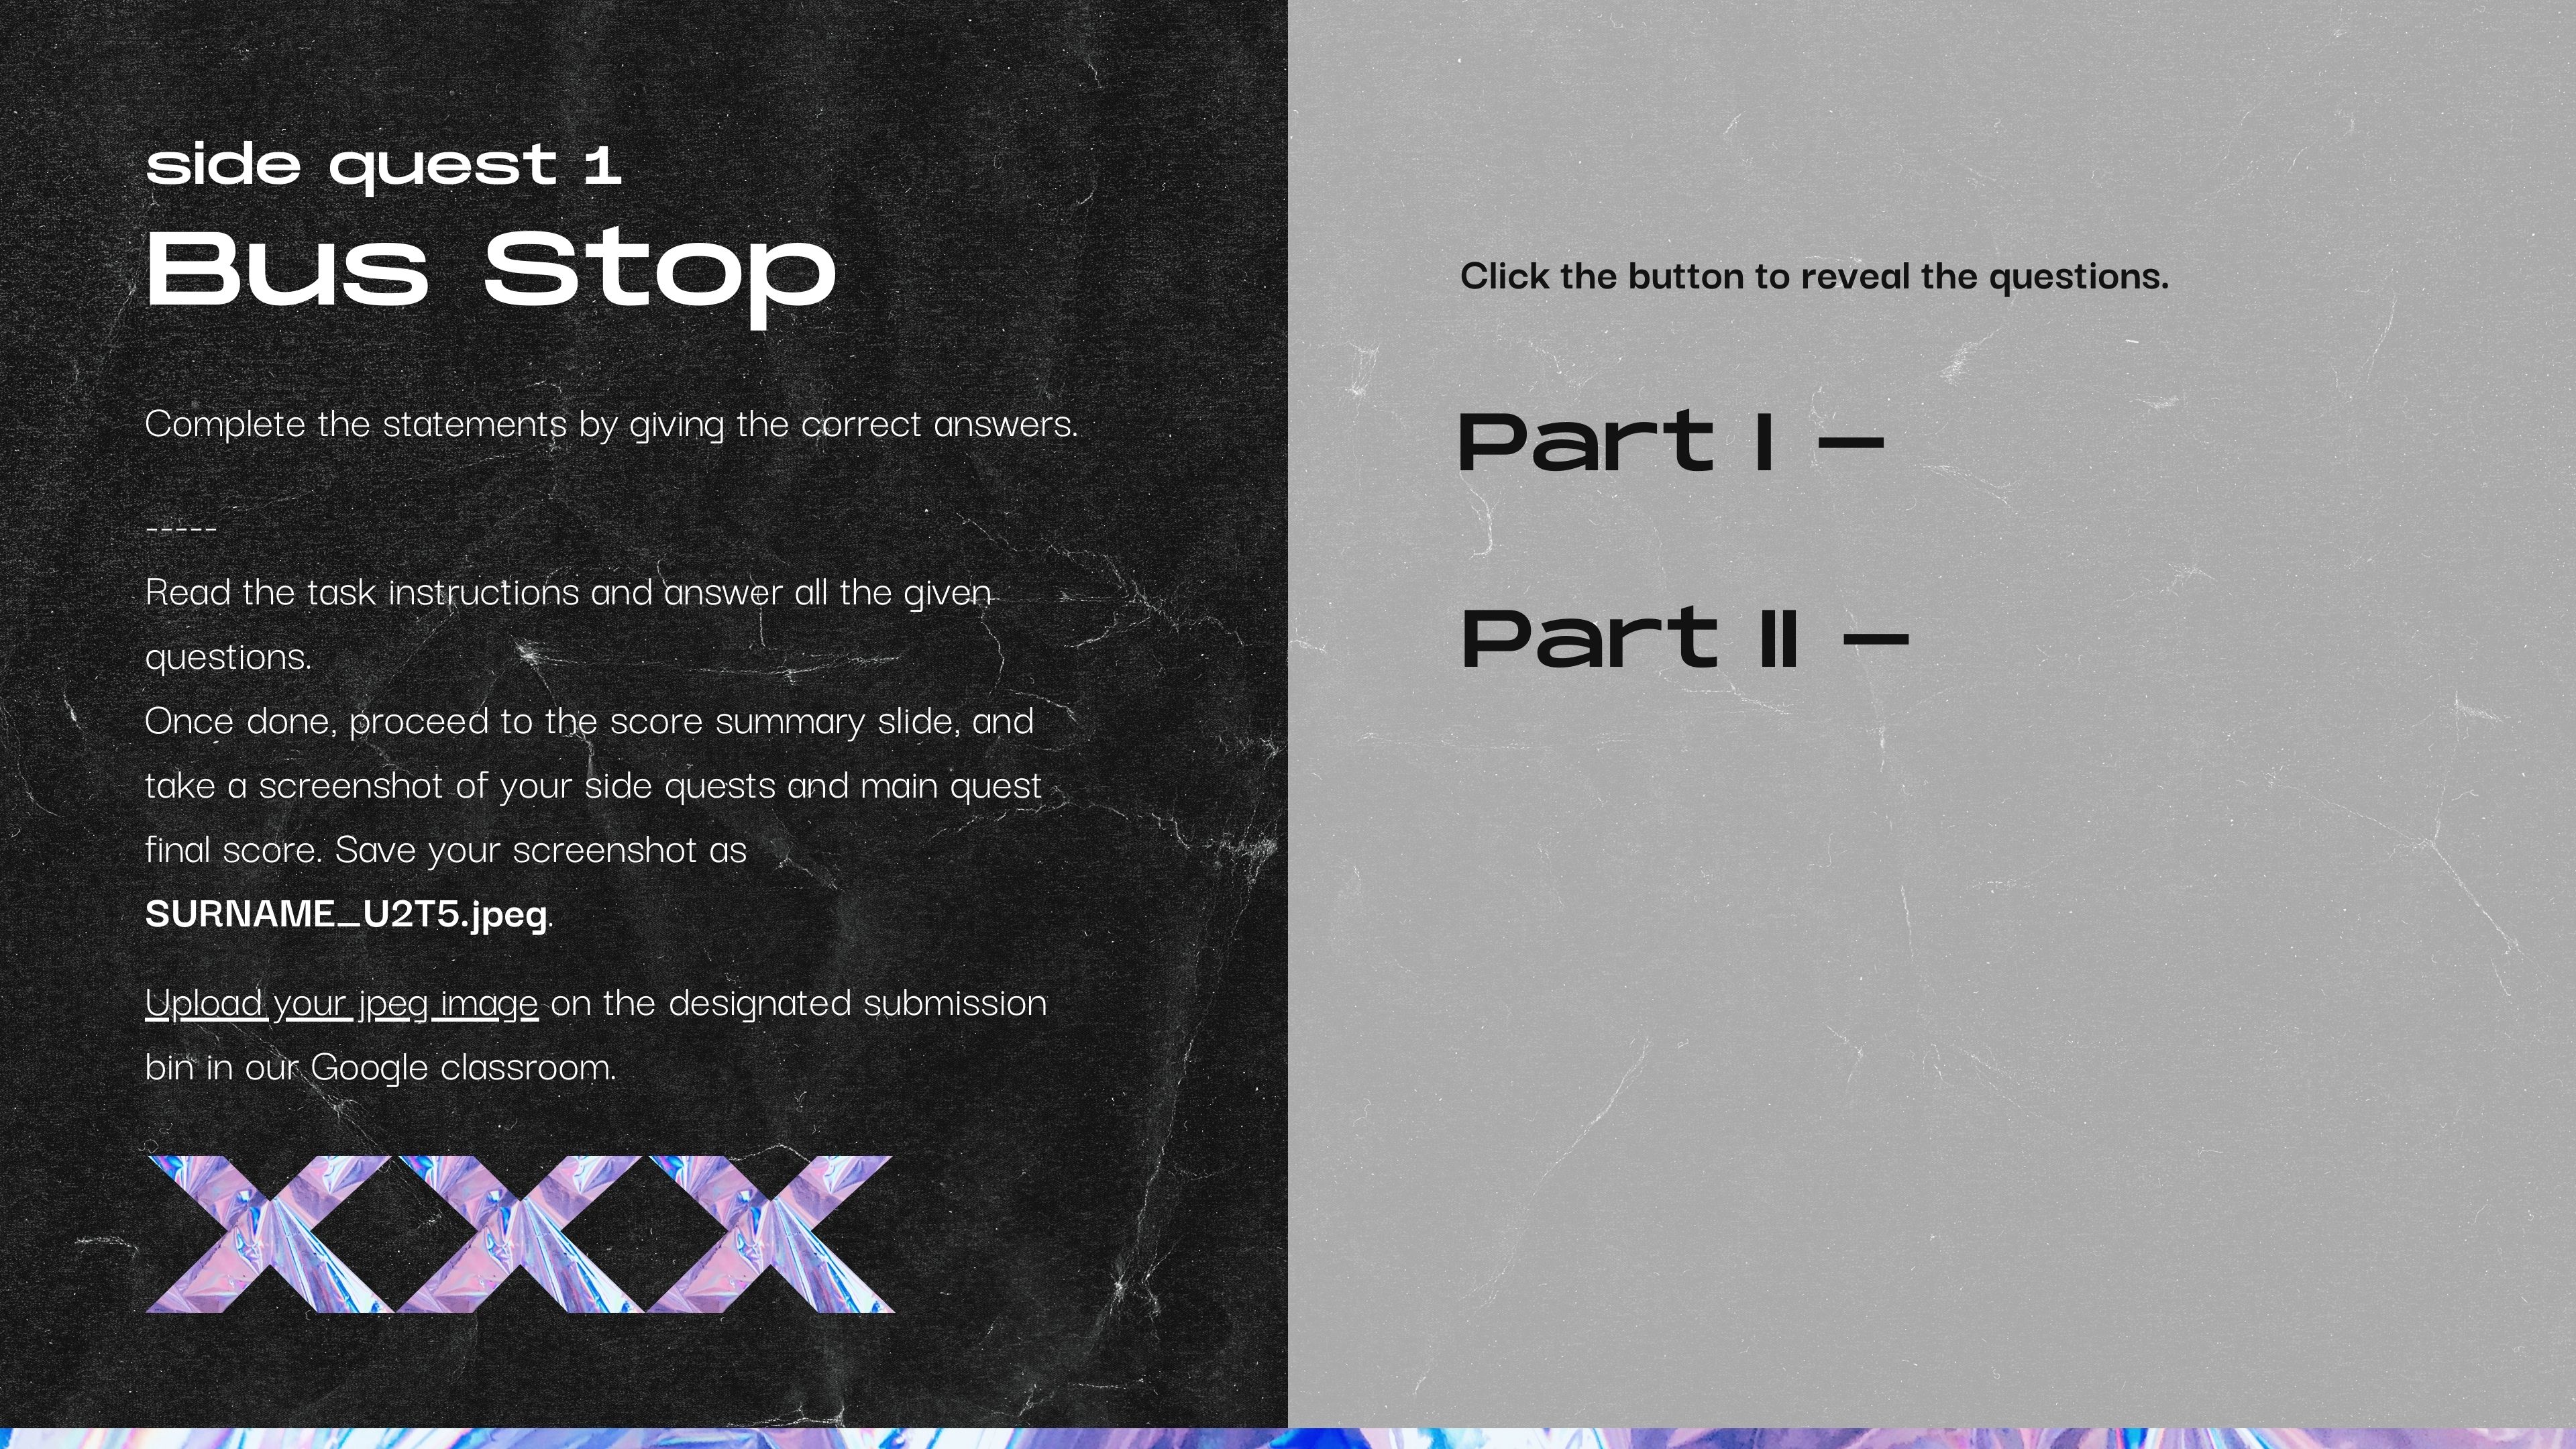 side quest 1
Bus Stop
Complete the statements by giving the correct answers.
-----
Read the task instructions and answer all the given
questions.
Once done, proceed to the score summary slide, and
take a screenshot of your side quests and main quest
final score. Save your screenshot as
SURNAME_U2T5.jpeg.
Upload your jpeg image on the designated submission
bin in our Google classroom.
XXX
Click the button to reveal the questions.
Part I –
Part II –